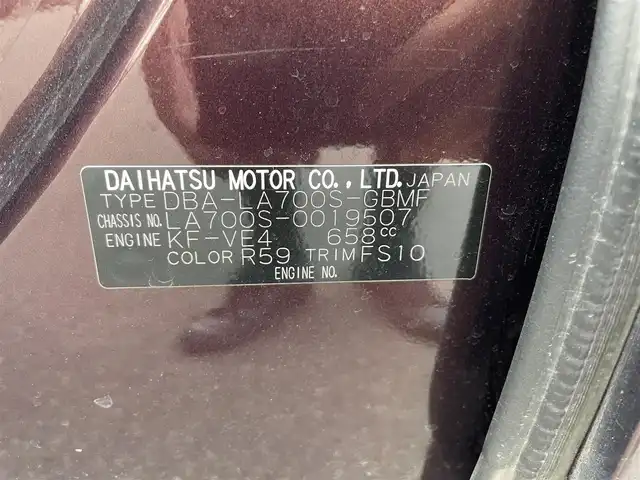 DAIHATSU MOTOR CO., LTD. JAPAN
TYPE DBA-LA700S-GBMF
CHASSIS NO. LA700S-0019507
ENGINE KF-VE4 658cc
COLOR R59 TRIM FS10
ENGINE NO.